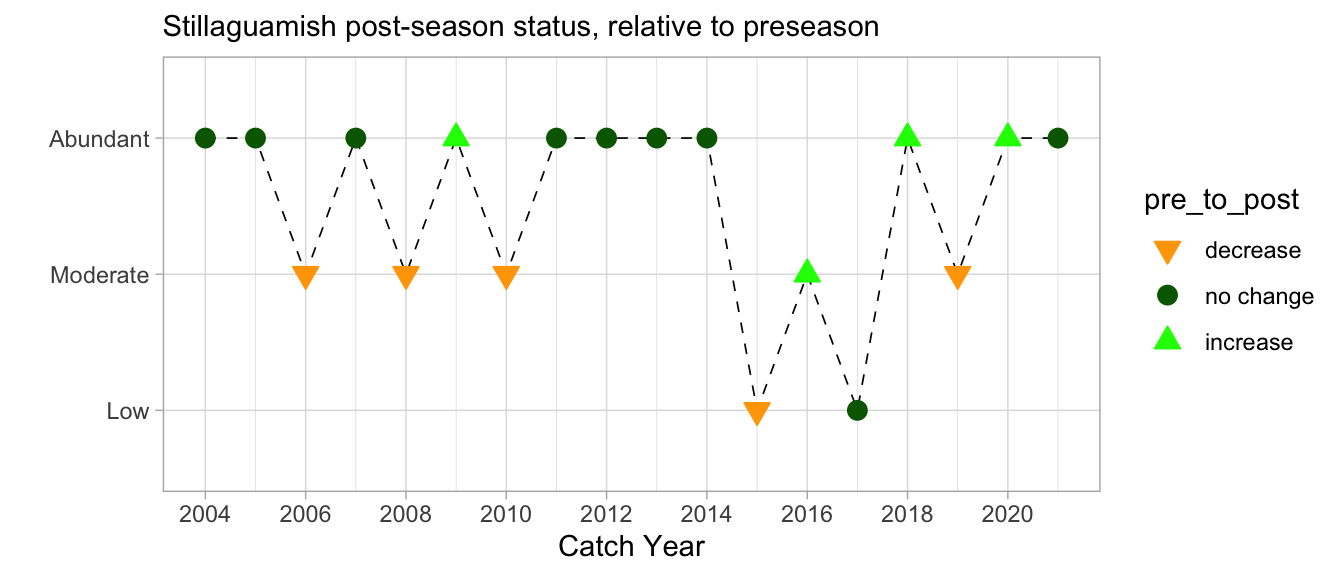 Stillaguamish post-season status, relative to preseason
Abundant
Moderate
Low
2004 2006 2008 2010 2012 2014 2016 2018 2020
Catch Year
pre_to_post
decrease
no change
increase